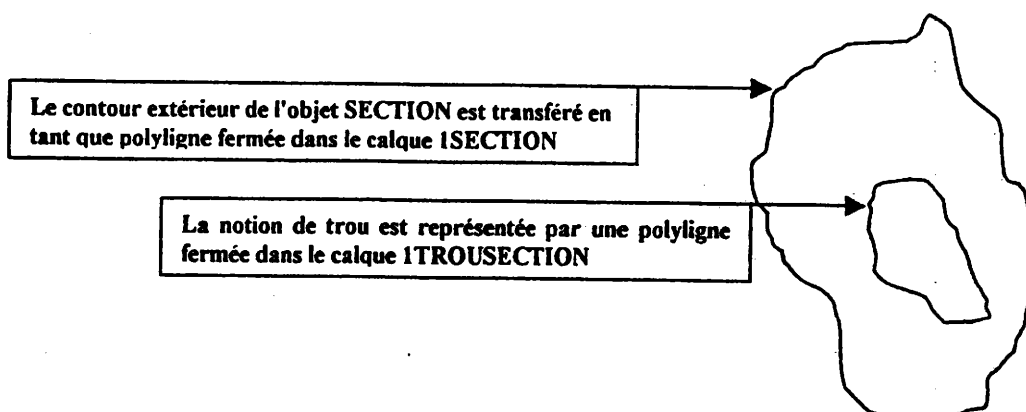 Le contour extérieur de l'objet SECTION est transféré en
tant que polyligne fermée dans le calque 1SECTION
La notion de trou est représentée par une polyligne
fermée dans le calque 1TROUSECTION